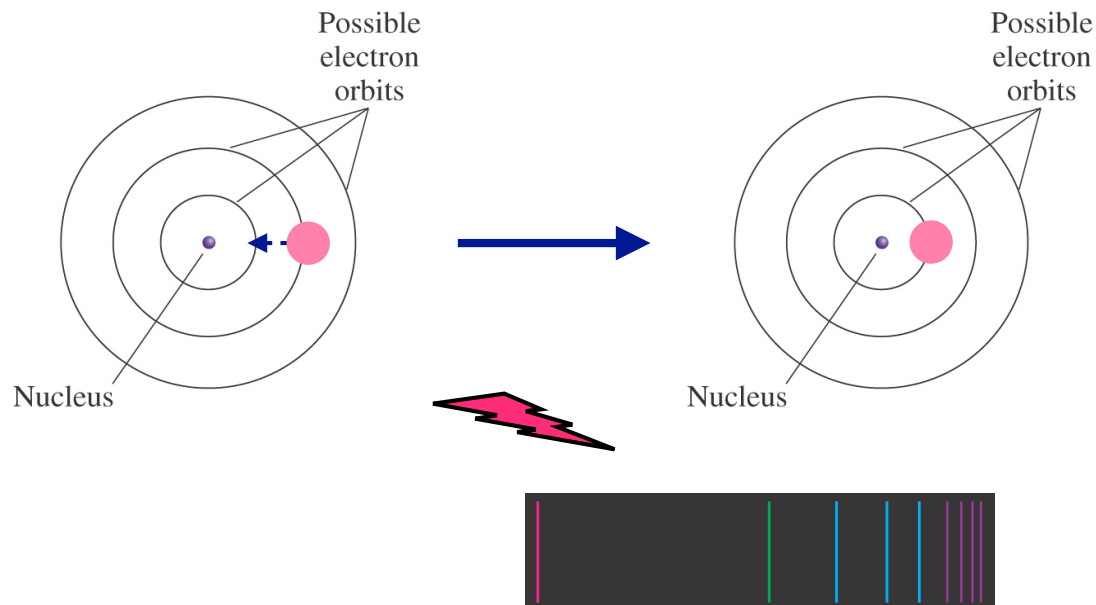 Possible
electron
orbits
Nucleus
Possible
electron
orbits
Nucleus